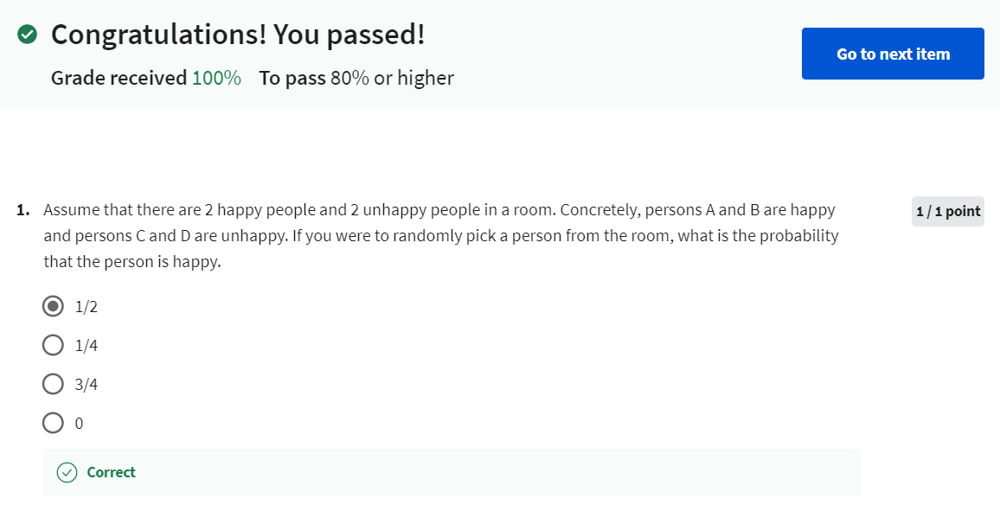 Congratulations! You passed!
Go to next item
Grade received 100% To pass 80% or higher
1. Assume that there are 2 happy people and 2 unhappy people in a room. Concretely, persons A and B are happy
1 / 1 point
and persons C and D are unhappy. If you were to randomly pick a person from the room, what is the probability
that the person is happy.
1/2
1/4
3/4
0
Correct